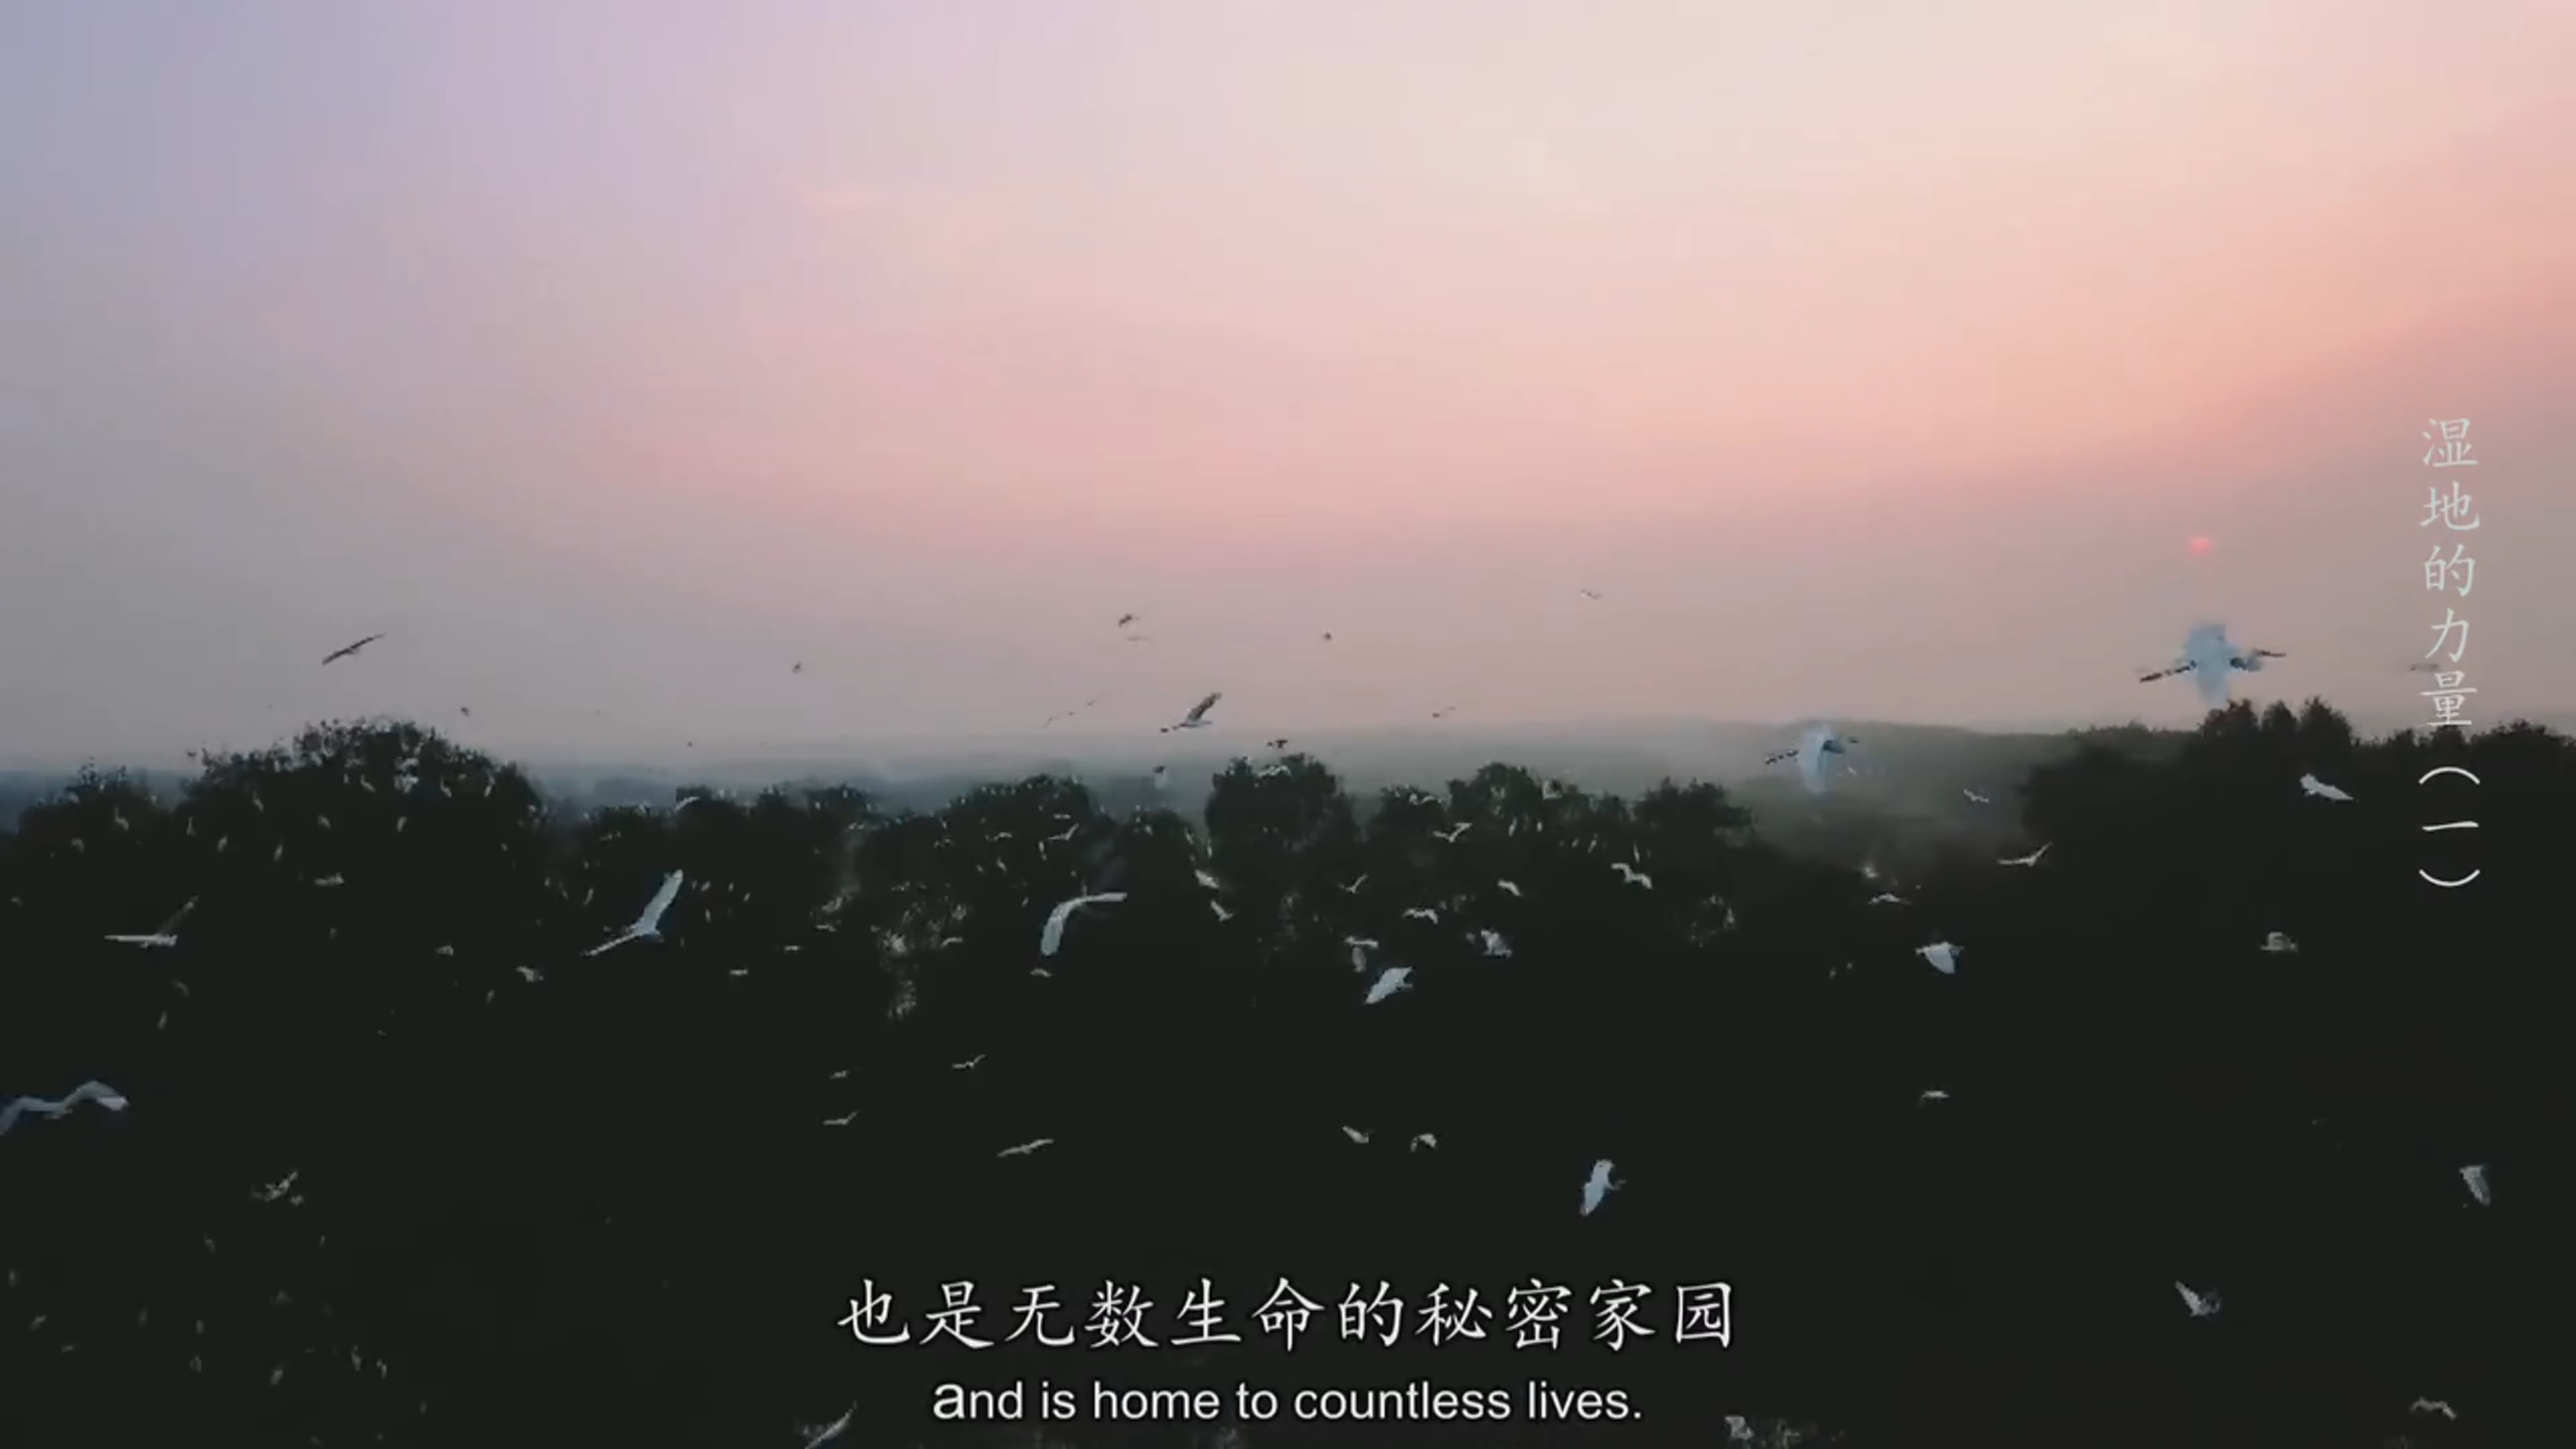 湿地的力量（一）
也是无数生命的秘密家园
and is home to countless lives.